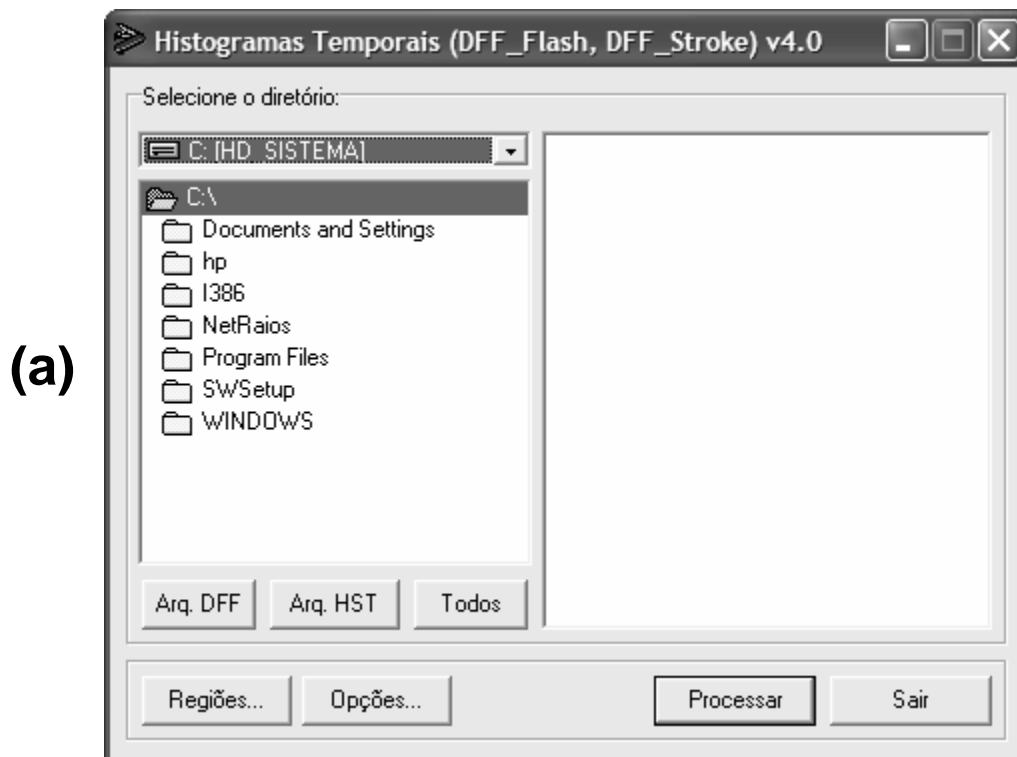 Histogramas Temporais (DFF_Flash, DFF_Stroke) v4.0
Selecione o diretório:
C: [HD_SISTEMA]
C:\
Documents and Settings
hp
I386
NetRaios
Program Files
SWSetup
WINDOWS
(a)
Arq. DFF Arq. HST Todos
Regiões... Opções... Processar Sair